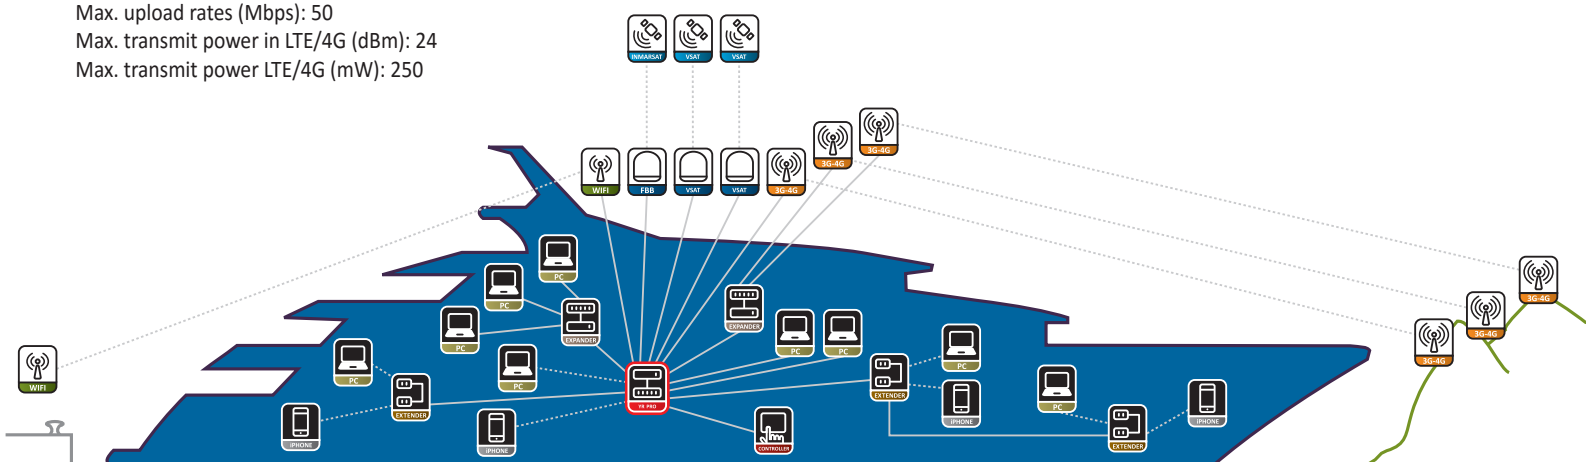 Max. upload rates (Mbps): 50
Max. transmit power in LTE/4G (dBm): 24
Max. transmit power LTE/4G (mW): 250
INMARSAT
VSAT
VSAT
3G-4G
3G-4G
WIFI
FBB
VSAT
VSAT
3G-4G
PC
PC
PC
EXPANDER
EXPANDER
PC
PC
3G-4G
3G-4G
3G-4G
WIFI
PC
PC
PC
PC
EXTENDER
EXTENDER
YR PRO
iPHONE
iPHONE
iPHONE
iPHONE
CONTROLLER
EXTENDER